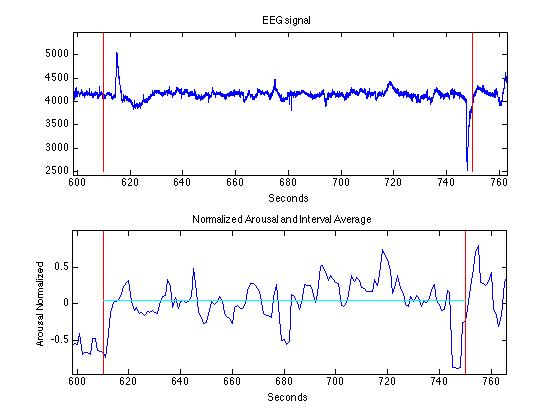 EEG signal
5000
4500
4000
3500
3000
2500
600 620 640 660 680 700 720 740 760
Seconds
Normalized Arousal and Interval Average
Arousal Normalized
0.5
0
-0.5
600 620 640 660 680 700 720 740 760
Seconds